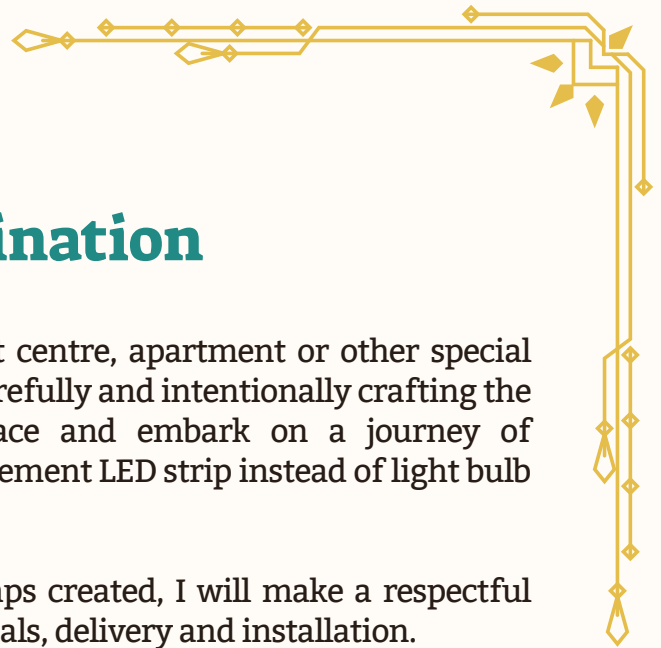 ination
t centre, apartment or other special
refully and intentionally crafting the
ace and embark on a journey of
ement LED strip instead of light bulb
ps created, I will make a respectful
als, delivery and installation.